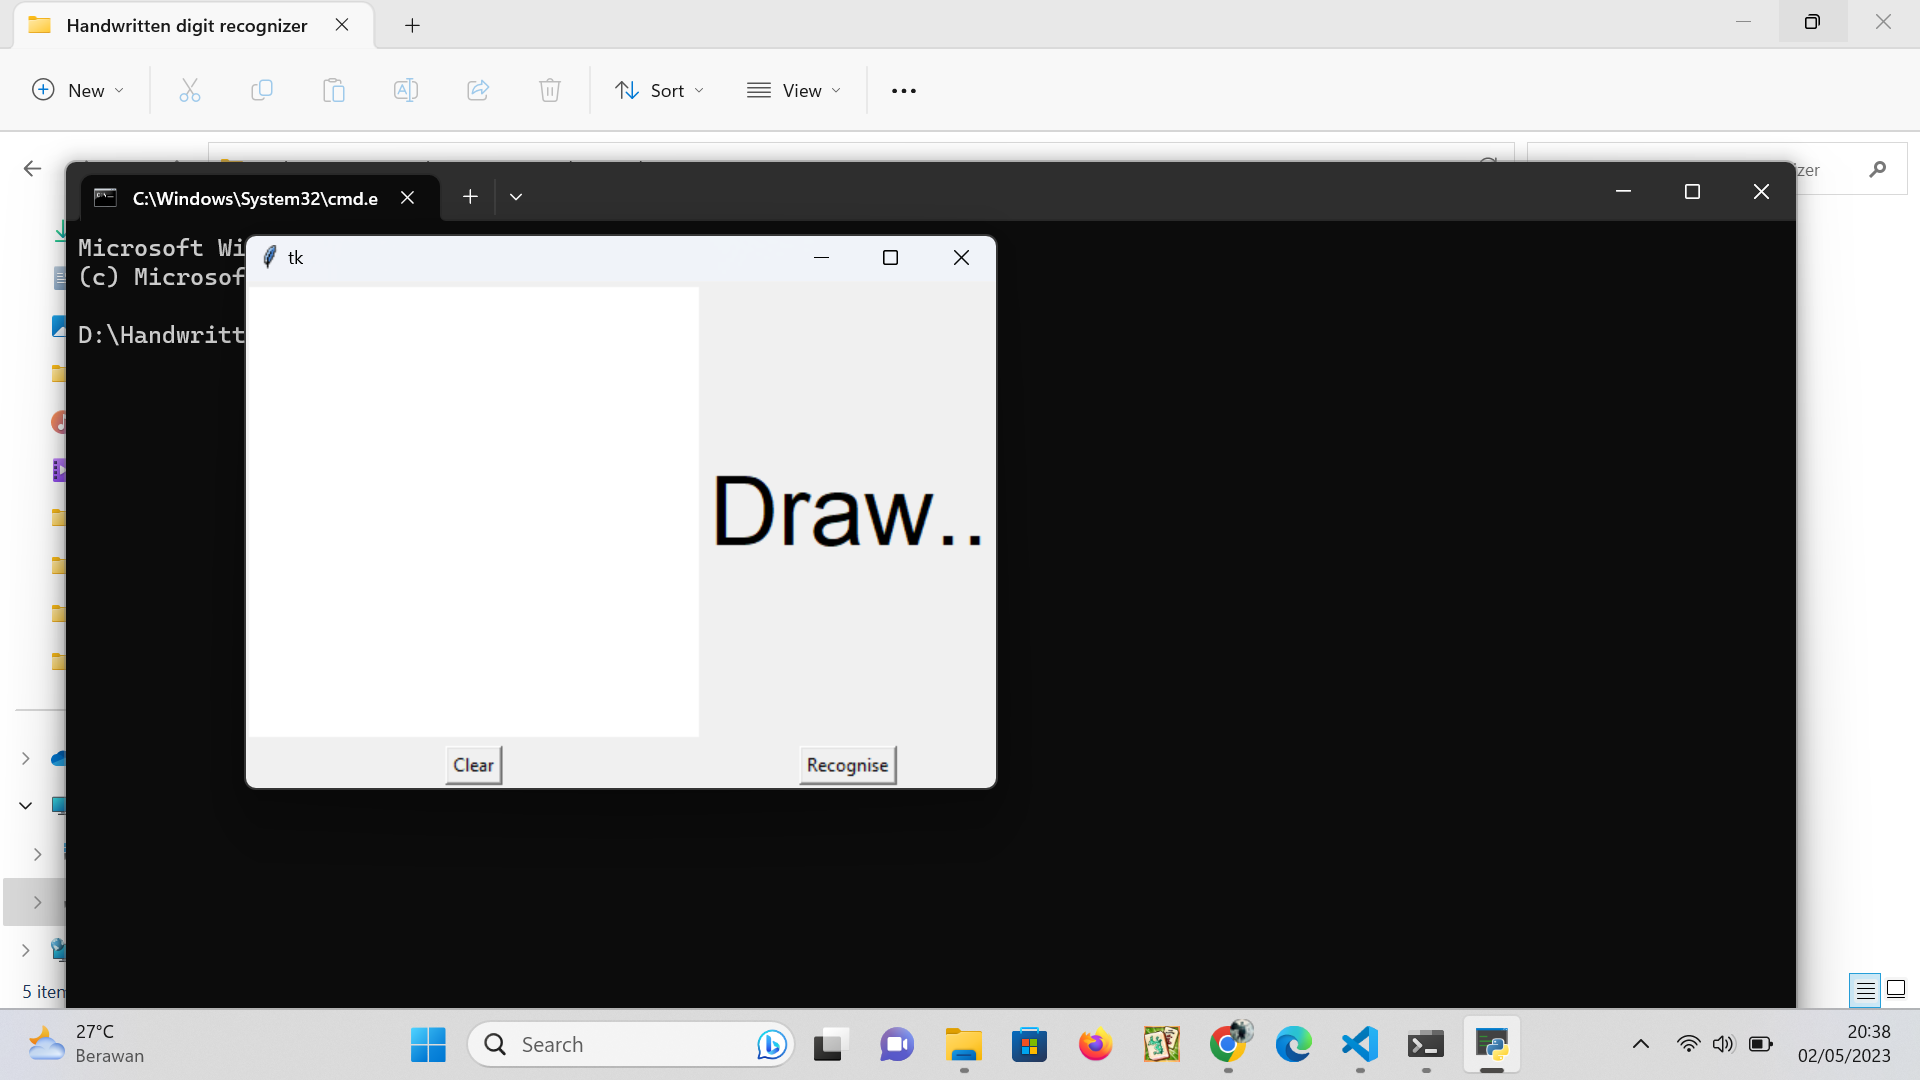 Handwritten digit recognizer
New
Sort
View
zer
C:\Windows\System32\cmd.e
Microsoft Wi
(c) Microsof
D:\Handwritt
tk
Draw..
Clear
Recognise
5 iten
27°C
Berawan
Search
20:38
02/05/2023